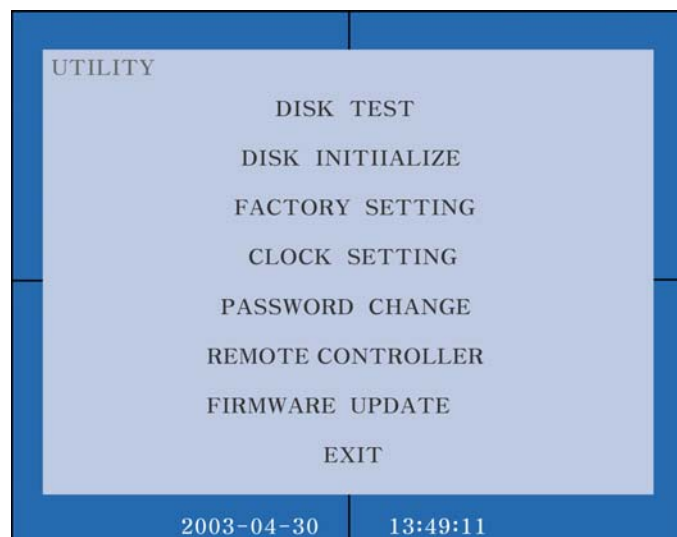 UTILITY
DISK TEST
DISK INITIIALIZE
FACTORY SETTING
CLOCK SETTING
PASSWORD CHANGE
REMOTE CONTROLLER
FIRMWARE UPDATE
EXIT
2003-04-30 13:49:11